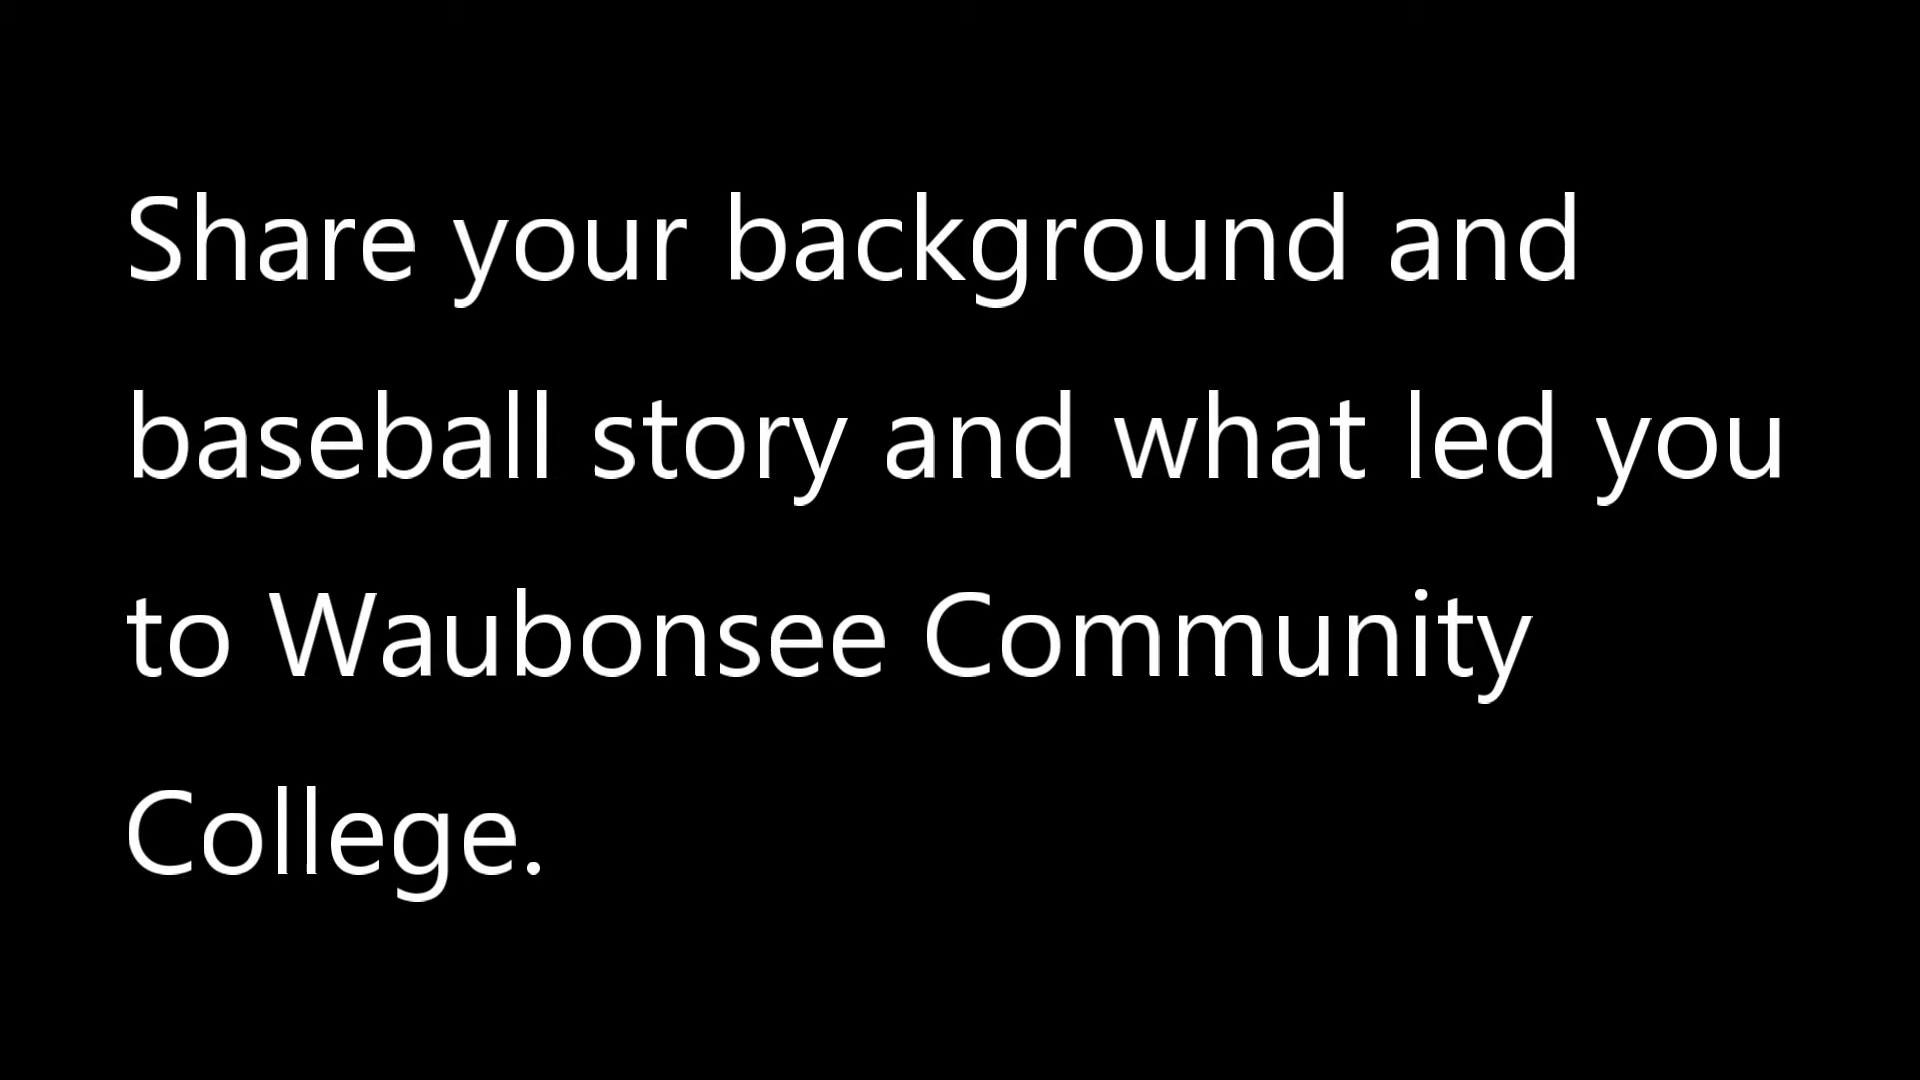 Share your background and
baseball story and what led you
to Waubonsee Community
College.